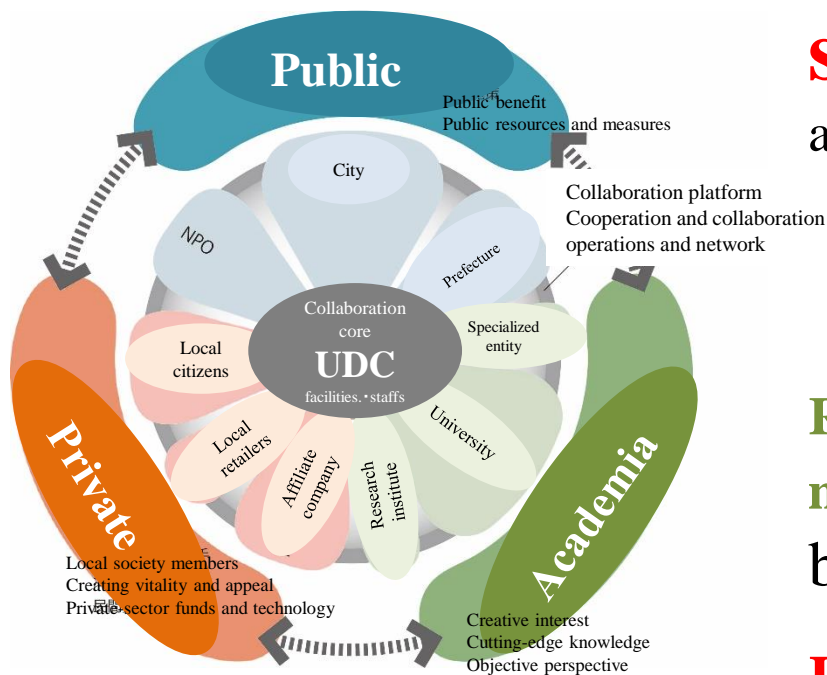 Public
Public benefit
Public resources and measures
City
Collaboration platform
Cooperation and collaboration
operations and network
NPO
Prefecture
Collaboration
core
UDC
facilities.・staffs
Specialized
entity
Local
citizens
Local
retailers
Affiliate
company
Research
institute
University
Private
Local society members
Creating vitality and appeal
Private-sector funds and technology
Academia
Creative interest
Cutting-edge knowledge
Objective perspective